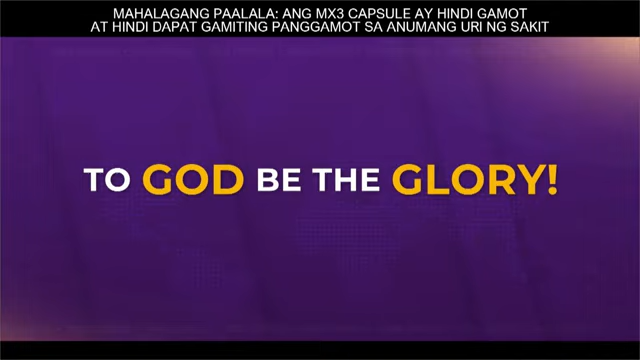 MAHALAGANG PAALALA: ANG MX3 CAPSULE AY HINDI GAMOT
AT HINDI DAPAT GAMITING PANGGAMOT SA ANUMANG URI NG SAKIT
TO GOD BE THE GLORY!